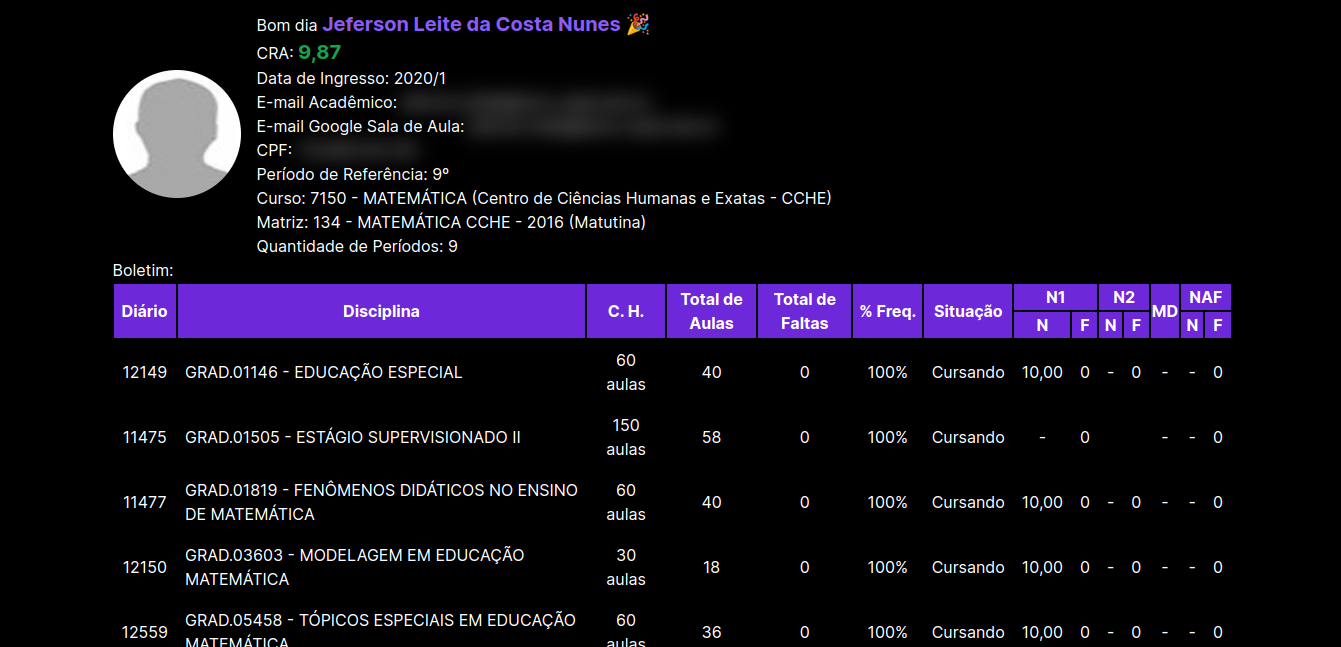 Bom dia Jeferson Leite da Costa Nunes 🎉
CRA: 9,87
Data de Ingresso: 2020/1
E-mail Acadêmico:
E-mail Google Sala de Aula:
CPF:
Período de Referência: 9º
Curso: 7150 - MATEMÁTICA (Centro de Ciências Humanas e Exatas - CCHE)
Matriz: 134 - MATEMÁTICA CCHE - 2016 (Matutina)
Quantidade de Períodos: 9
Boletim:
Diário Disciplina C. H. Total de Aulas Total de Faltas % Freq. Situação N1 N2 MD NAF
N F N F N F
12149 GRAD.01146 - EDUCAÇÃO ESPECIAL 60 aulas 40 0 100% Cursando 10,00 0 - 0 - - 0
11475 GRAD.01505 - ESTÁGIO SUPERVISIONADO II 150 aulas 58 0 100% Cursando - 0 - - 0
11477 GRAD.01819 - FENÔMENOS DIDÁTICOS NO ENSINO DE MATEMÁTICA 60 aulas 40 0 100% Cursando 10,00 0 - 0 - - 0
12150 GRAD.03603 - MODELAGEM EM EDUCAÇÃO MATEMÁTICA 30 aulas 18 0 100% Cursando 10,00 0 - 0 - - 0
12559 GRAD.05458 - TÓPICOS ESPECIAIS EM EDUCAÇÃO MATEMÁTICA 60 aulas 36 0 100% Cursando 10,00 0 - 0 - - 0